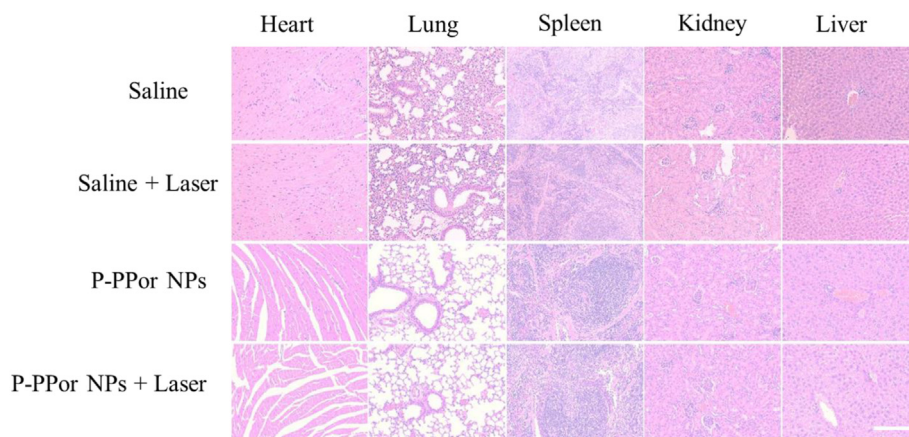 Heart Lung Spleen Kidney Liver
Saline
Saline + Laser
P-PPor NPs
P-PPor NPs + Laser